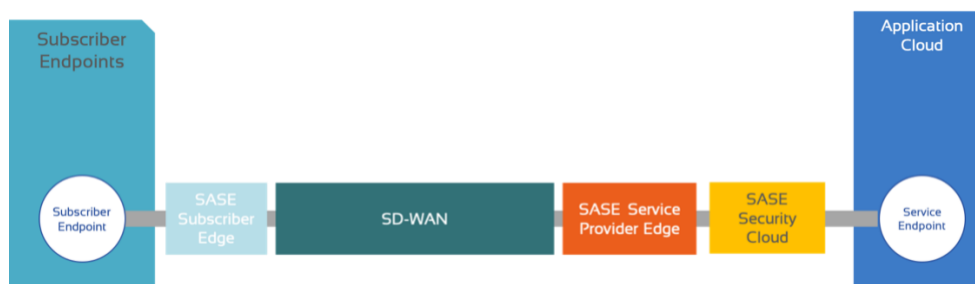 Subscriber
Endpoints
Application
Cloud
Subscriber
Endpoint
SASE
Subscriber
Edge
SD-WAN
SASE Service
Provider Edge
SASE
Security
Cloud
Service
Endpoint